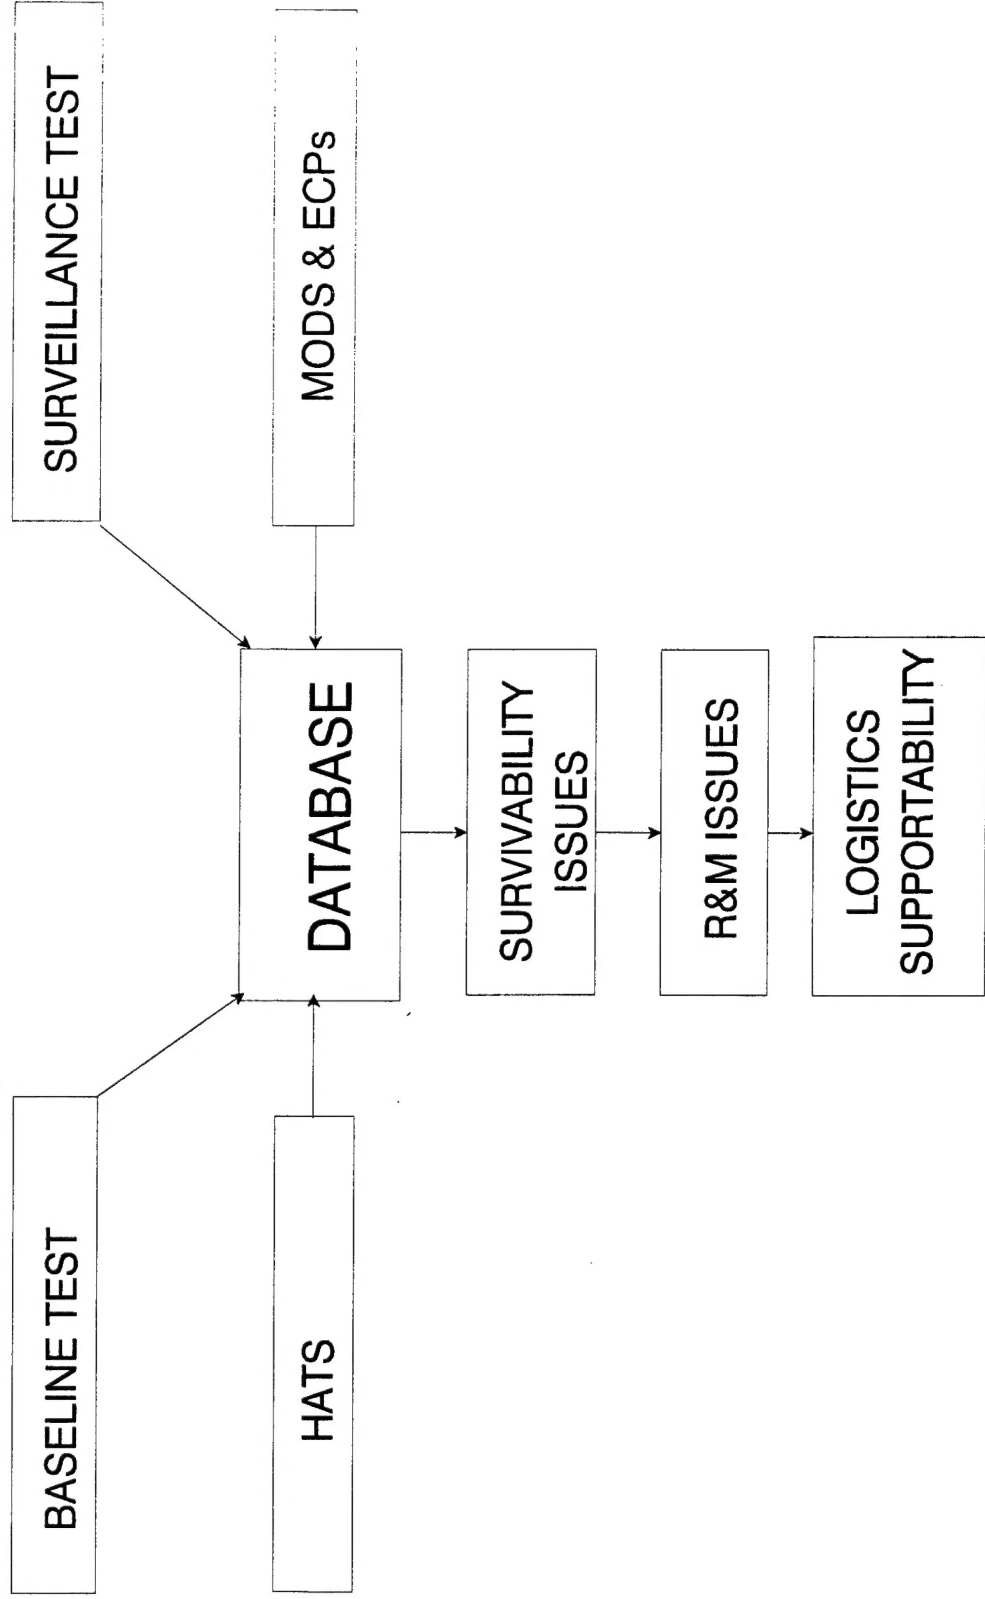 BASELINE TEST
SURVEILLANCE TEST
HATS
DATABASE
MODS & ECPs
SURVIVABILITY
ISSUES
R&M ISSUES
LOGISTICS
SUPPORTABILITY